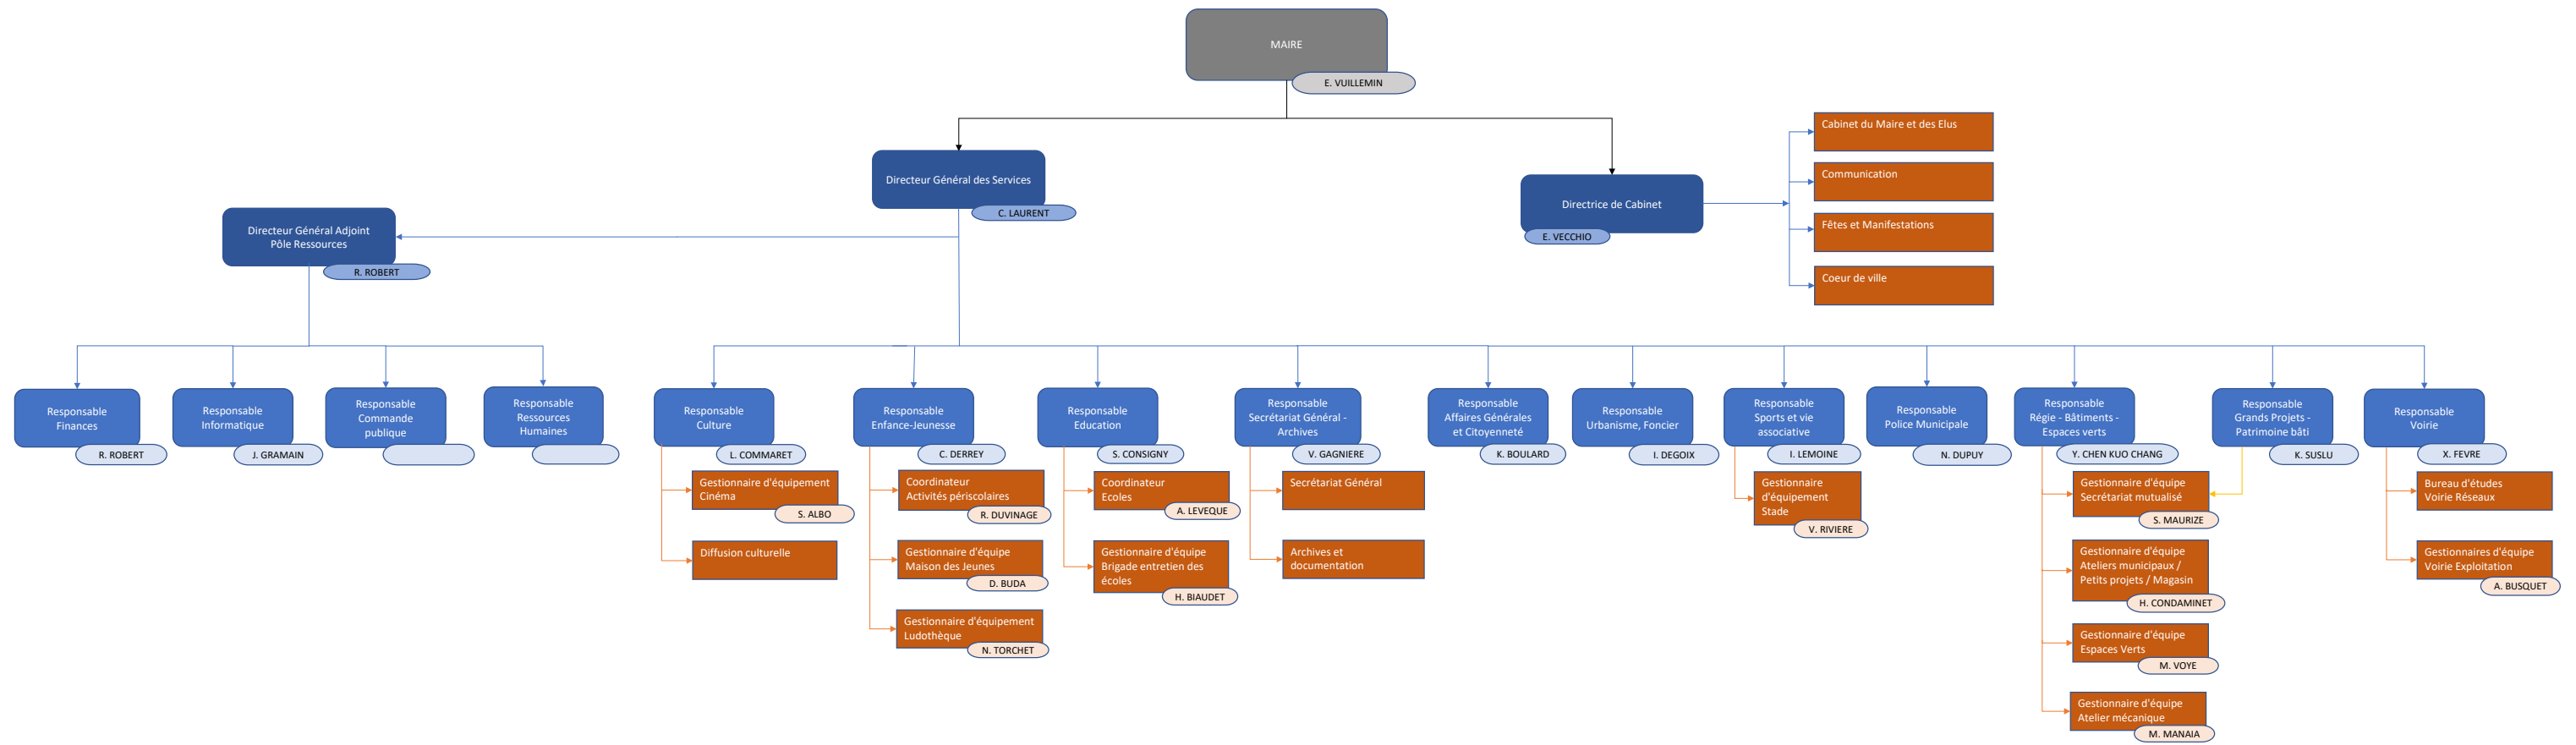 MAIRE
E. VUILLEMIN
Directeur Général des Services
C. LAURENT
Directrice de Cabinet
E. VECCHIO
Cabinet du Maire et des Elus
Communication
Fêtes et Manifestations
Coeur de ville
Directeur Général Adjoint
Pôle Ressources
R. ROBERT
Responsable
Finances
R. ROBERT
Responsable
Informatique
J. GRAMAIN
Responsable
Commande
publique
Responsable
Ressources
Humaines
Responsable
Culture
L. COMMARET
Gestionnaire d'équipement
Cinéma
S. ALBO
Diffusion culturelle
Responsable
Enfance-Jeunesse
C. DERREY
Coordinateur
Activités périscolaires
R. DUVINAGE
Gestionnaire d'équipe
Maison des Jeunes
D. BUDA
Gestionnaire d'équipement
Ludothèque
N. TORCHET
Responsable
Education
S. CONSIGNY
Coordinateur
Ecoles
A. LEVEQUE
Gestionnaire d'équipe
Brigade entretien des
écoles
H. BIAUDET
Responsable
Secrétariat Général -
Archives
V. GAGNIERE
Secrétariat Général
Archives et
documentation
Responsable
Affaires Générales
et Citoyenneté
K. BOULARD
Responsable
Urbanisme, Foncier
I. DEGOIX
Responsable
Sports et vie
associative
I. LEMOINE
Gestionnaire
d'équipement
Stade
V. RIVIERE
Responsable
Police Municipale
N. DUPUY
Responsable
Régie - Bâtiments -
Espaces verts
Y. CHEN KUO CHANG
Gestionnaire d'équipe
Secrétariat mutualisé
S. MAURIZE
Gestionnaire d'équipe
Ateliers municipaux /
Petits projets / Magasin
H. CONDAMINET
Gestionnaire d'équipe
Espaces Verts
M. VOYE
Gestionnaire d'équipe
Atelier mécanique
M. MANAIA
Responsable
Grands Projets -
Patrimoine bâti
K. SUSLU
Responsable
Voirie
X. FEVRE
Bureau d'études
Voirie Réseaux
Gestionnaires d'équipe
Voirie Exploitation
A. BUSQUET